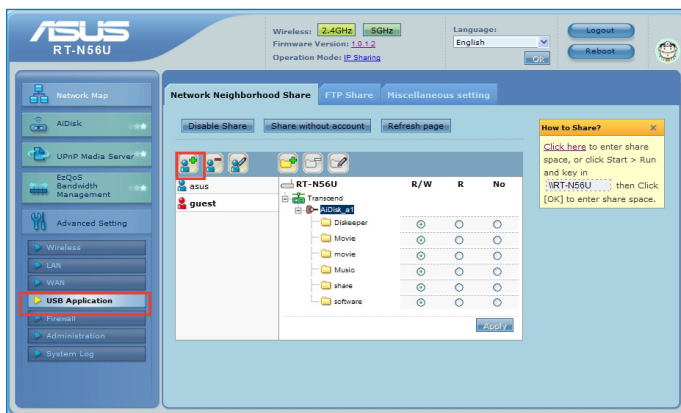 ASUS
RT-N56U
Wireless: 2.4GHz 5GHz
Firmware Version: 1.0.1.2
Operation Mode: IP Sharing
Language:
English
Ok
Logout
Reboot
Network Map
AiDisk
UPnP Media Server
EzQoS
Bandwidth
Management
Advanced Setting
Wireless
LAN
WAN
USB Application
Firewall
Administration
System Log
Network Neighborhood Share FTP Share Miscellaneous setting
Disable Share Share without account Refresh page
asus
guest
RT-N56U R/W R No
Transcend
AiDisk_a1
Diskeeper
Movie
movie
Music
share
software
Apply
How to Share? X
Click here to enter share
space, or click Start > Run
and key in
\\RT-N56U then Click
[OK] to enter share space.